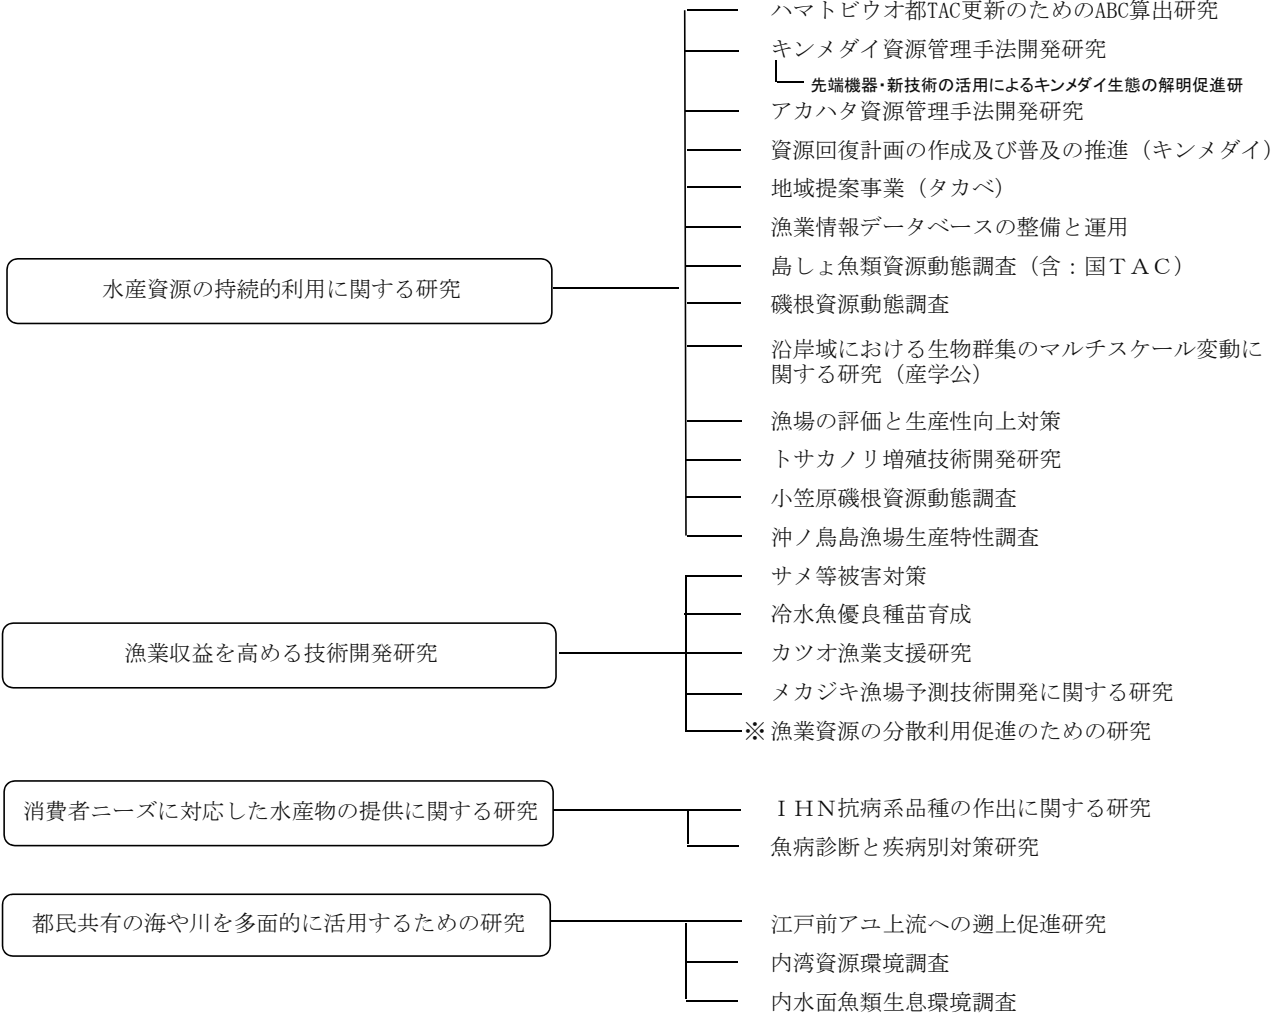 ハマトビウオ都TAC更新のためのABC算出研究
キンメダイ資源管理手法開発研究
先端機器・新技術の活用によるキンメダイ生態の解明促進研
アカハタ資源管理手法開発研究
資源回復計画の作成及び普及の推進（キンメダイ）
地域提案事業（タカベ）
漁業情報データベースの整備と運用
島しょ魚類資源動態調査（含：国ＴＡＣ）
水産資源の持続的利用に関する研究
磯根資源動態調査
沿岸域における生物群集のマルチスケール変動に
関する研究（産学公）
漁場の評価と生産性向上対策
トサカノリ増殖技術開発研究
小笠原磯根資源動態調査
沖ノ鳥島漁場生産特性調査
サメ等被害対策
冷水魚優良種苗育成
漁業収益を高める技術開発研究
カツオ漁業支援研究
メカジキ漁場予測技術開発に関する研究
※漁業資源の分散利用促進のための研究
消費者ニーズに対応した水産物の提供に関する研究
ＩＨＮ抗病系品種の作出に関する研究
魚病診断と疾病別対策研究
都民共有の海や川を多面的に活用するための研究
江戸前アユ上流への遡上促進研究
内湾資源環境調査
内水面魚類生息環境調査